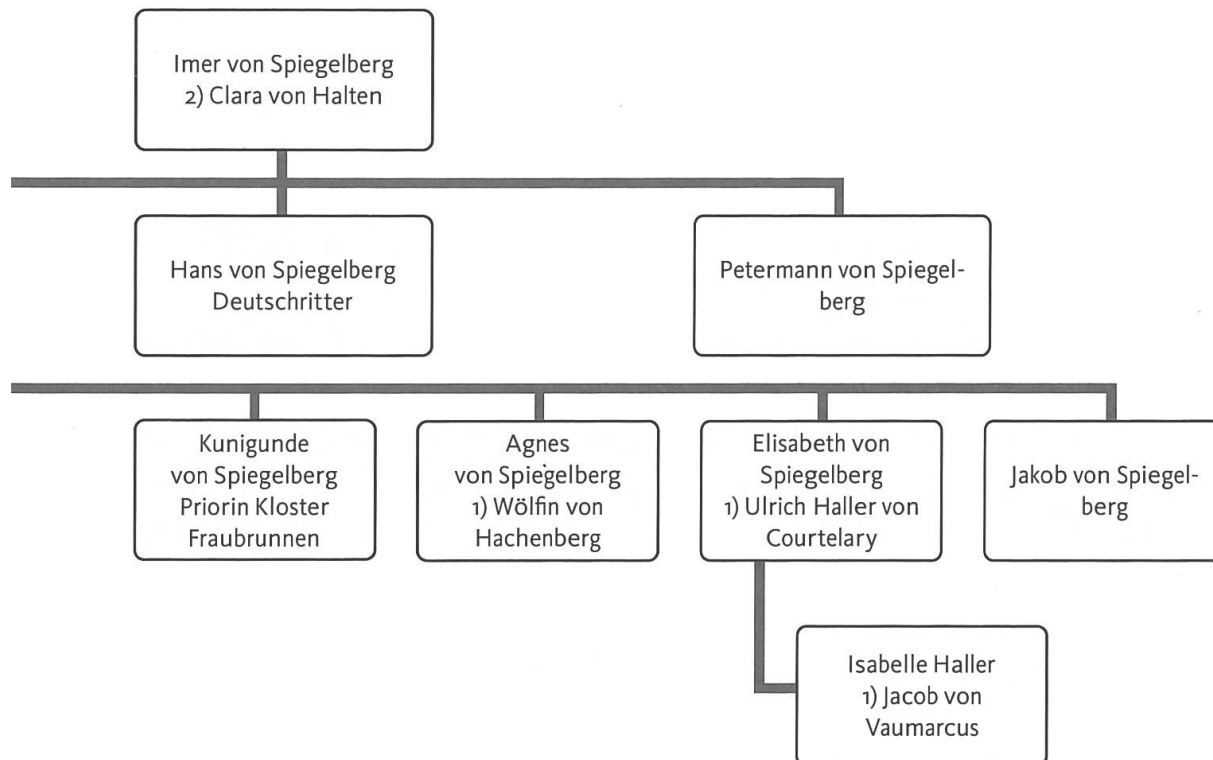 Imer von Spiegelberg
2) Clara von Halten
Hans von Spiegelberg
Deutschritter
Petermann von Spiegel-
berg
Kunigunde
von Spiegelberg
Priorin Kloster
Fraubrunnen
Agnes
von Spiegelberg
1) Wölfin von
Hachenberg
Elisabeth von
Spiegelberg
1) Ulrich Haller von
Courtelary
Jakob von Spiegel-
berg
Isabelle Haller
1) Jacob von
Vaumarcus